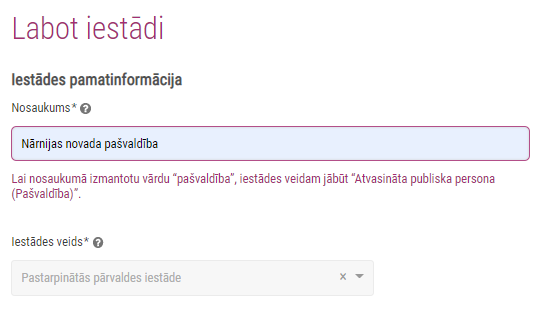 Labot iestādi
Iestādes pamatinformācija
Nosaukums*
Nārnijas novada pašvaldība
Lai nosaukumā izmantotu vārdu “pašvaldība”, iestādes veidam jābūt “Atvasināta publiska persona
(Pašvaldība)”.
Iestādes veids*
Pastarpinātās pārvaldes iestāde